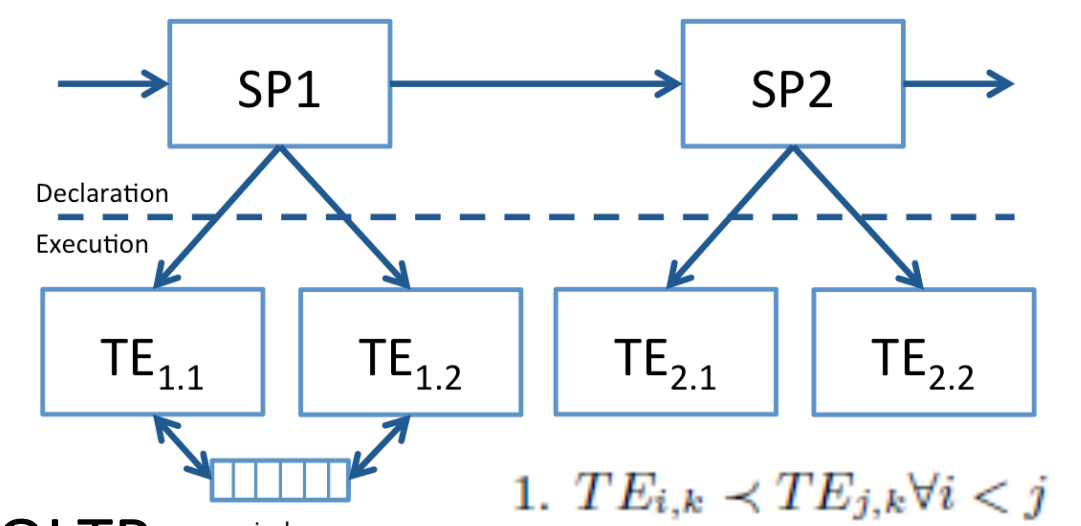 SP1 SP2
Declaration
Execution
TE1.1 TE1.2 TE2.1 TE2.2
1. TEi,k ≺ TEj,k∀i < j